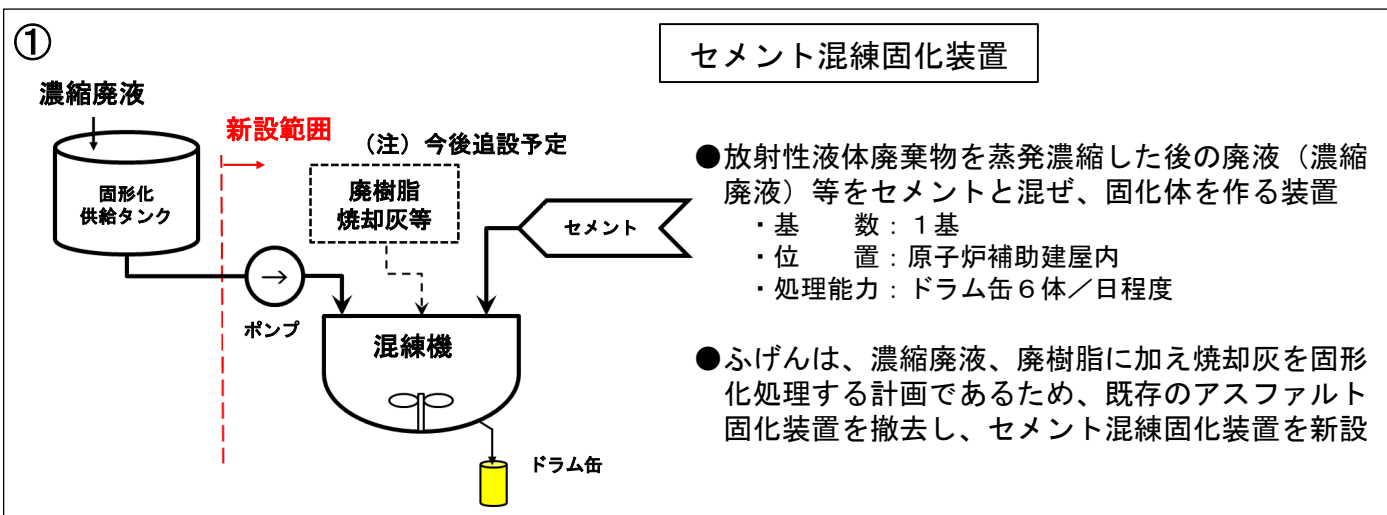 ①
セメント混練固化装置
濃縮廃液
新設範囲
（注）今後追設予定
固形化
供給タンク
廃樹脂
焼却灰等
セメント
→
ポンプ
混練機
ドラム缶
●放射性液体廃棄物を蒸発濃縮した後の廃液（濃縮
廃液）等をセメントと混ぜ、固化体を作る装置
・基　　数：１基
・位　　置：原子炉補助建屋内
・処理能力：ドラム缶６体／日程度
●ふげんは、濃縮廃液、廃樹脂に加え焼却灰を固形
化処理する計画であるため、既存のアスファルト
固化装置を撤去し、セメント混練固化装置を新設